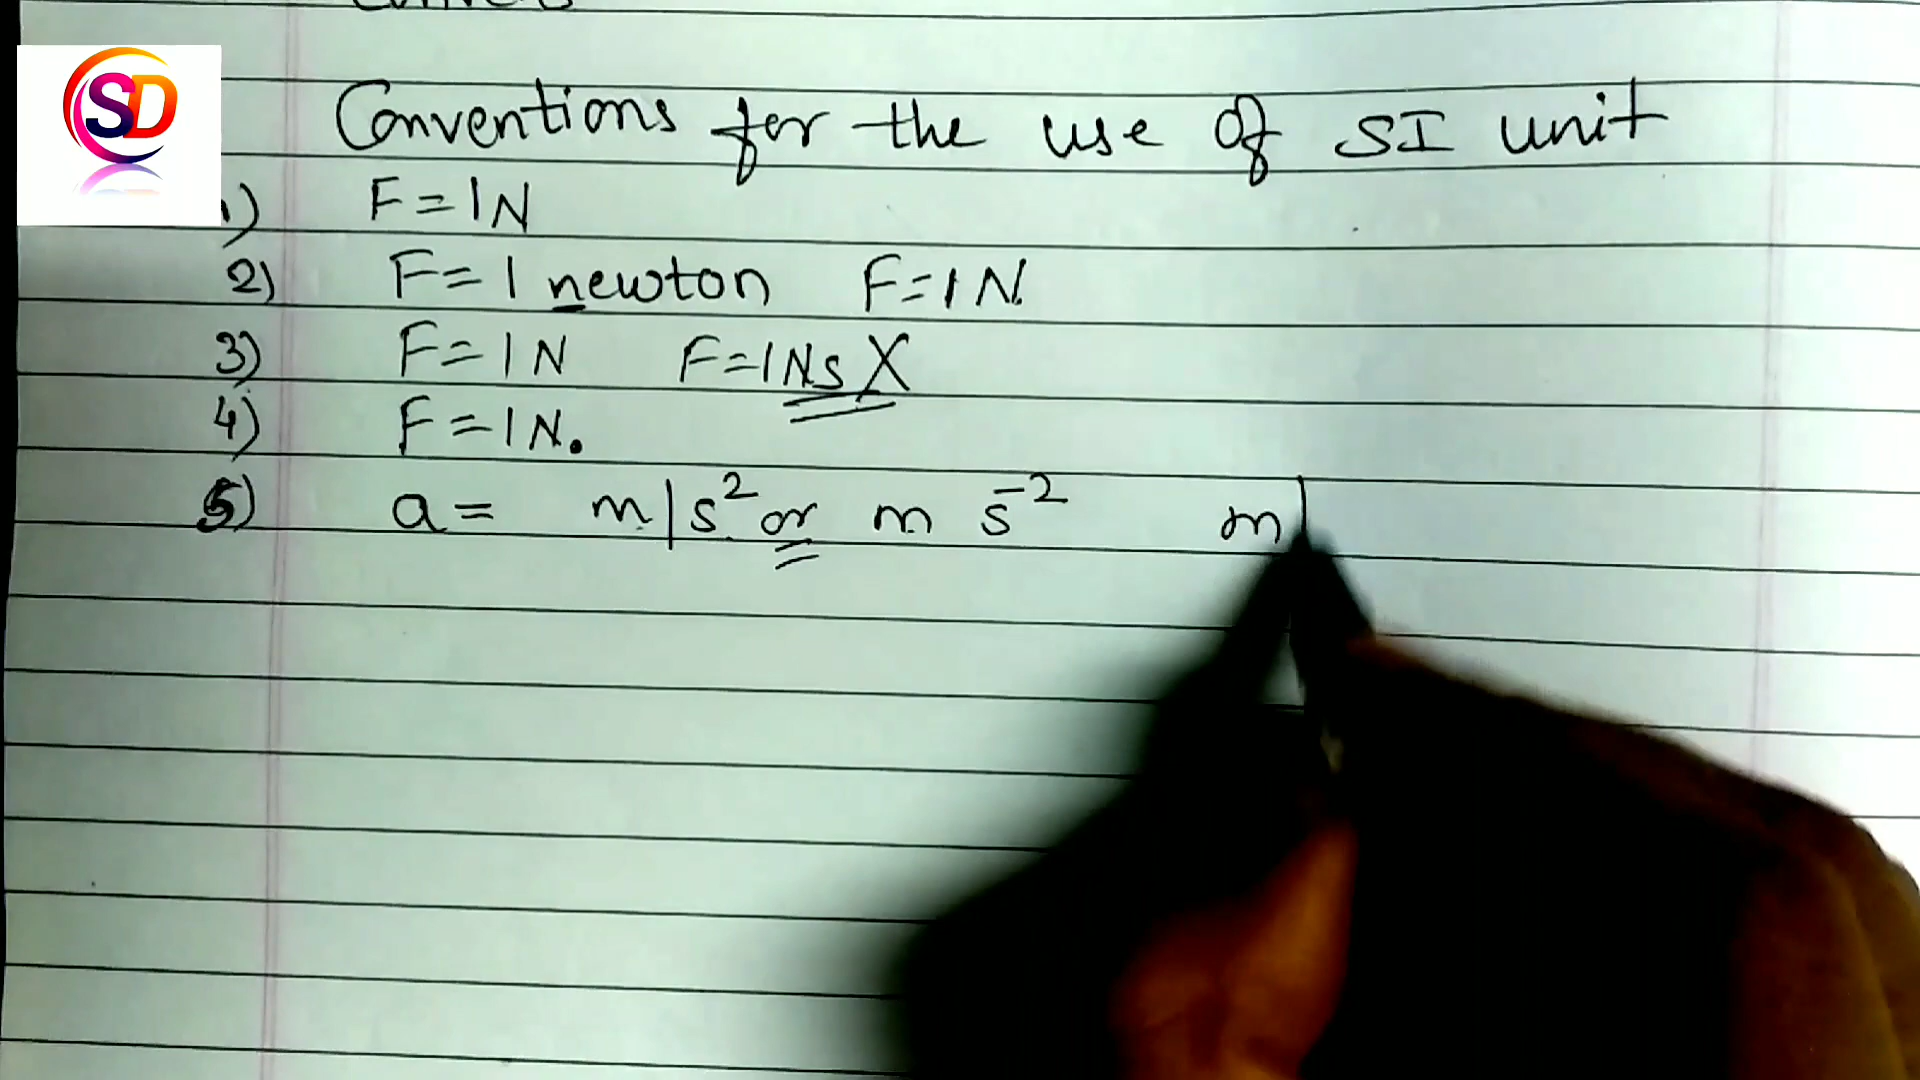 SD
Conventions for the use of SI unit
1) F=1N
2) F=1 newton F=1N.
3) F=1N F=1Ns X
4) F=1N.
5) a= m/s² or m s⁻² m/